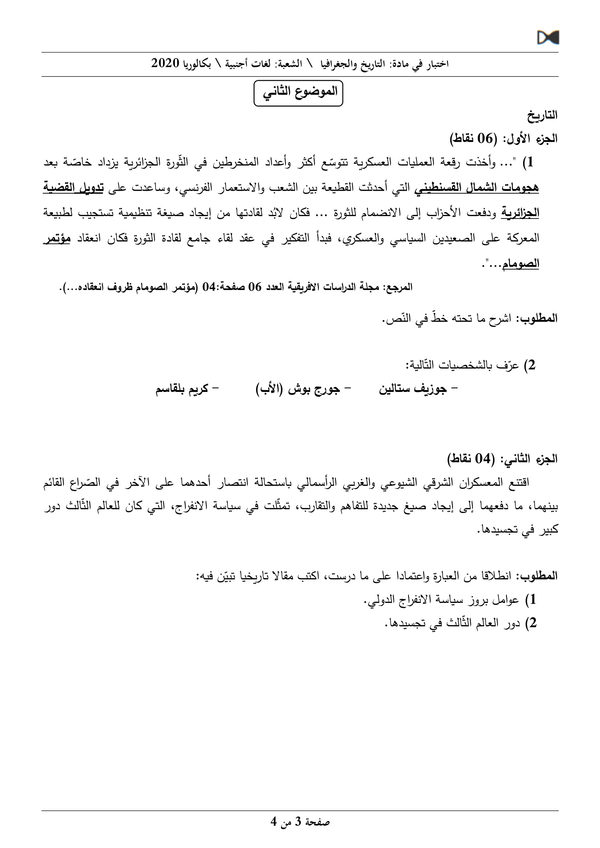 اختبار في مادة: التاريخ والجغرافيا \ الشعبة: لغات أجنبية \ بكالوريا 2020
الموضوع الثاني
التاريخ
الجزء الأول: (06 نقاط)
1) "... وأخذت رقعة العمليات العسكرية تتوسّع أكثر وأعداد المنخرطين في الثّورة الجزائرية يزداد خاصّة بعد
هجومات الشمال القسنطيني التي أحدثت القطيعة بين الشعب والاستعمار الفرنسي، وساعدت على تدويل القضية
الجزائرية ودفعت الأحزاب إلى الانضمام للثورة ... فكان لابُد لقادتها من إيجاد صيغة تنظيمية تستجيب لطبيعة
المعركة على الصعيدين السياسي والعسكري، فبدأ التفكير في عقد لقاء جامع لقادة الثورة فكان انعقاد مؤتمر
الصومام...".
المرجع: مجلة الدراسات الافريقية العدد 06 صفحة:04 (مؤتمر الصومام ظروف انعقاده...).
المطلوب: اشرح ما تحته خطّ في النّص.
2) عرّف بالشخصيات التّالية:
– جوزيف ستالين – جورج بوش (الأب) – كريم بلقاسم
الجزء الثاني: (04 نقاط)
اقتنع المعسكران الشرقي الشيوعي والغربي الرأسمالي باستحالة انتصار أحدهما على الآخر في الصّراع القائم
بينهما، ما دفعهما إلى إيجاد صيغ جديدة للتفاهم والتقارب، تمثّلت في سياسة الانفراج، التي كان للعالم الثّالث دور
كبير في تجسيدها.
المطلوب: انطلاقا من العبارة واعتمادا على ما درست، اكتب مقالا تاريخيا تبيّن فيه:
1) عوامل بروز سياسة الانفراج الدولي.
2) دور العالم الثّالث في تجسيدها.
صفحة 3 من 4